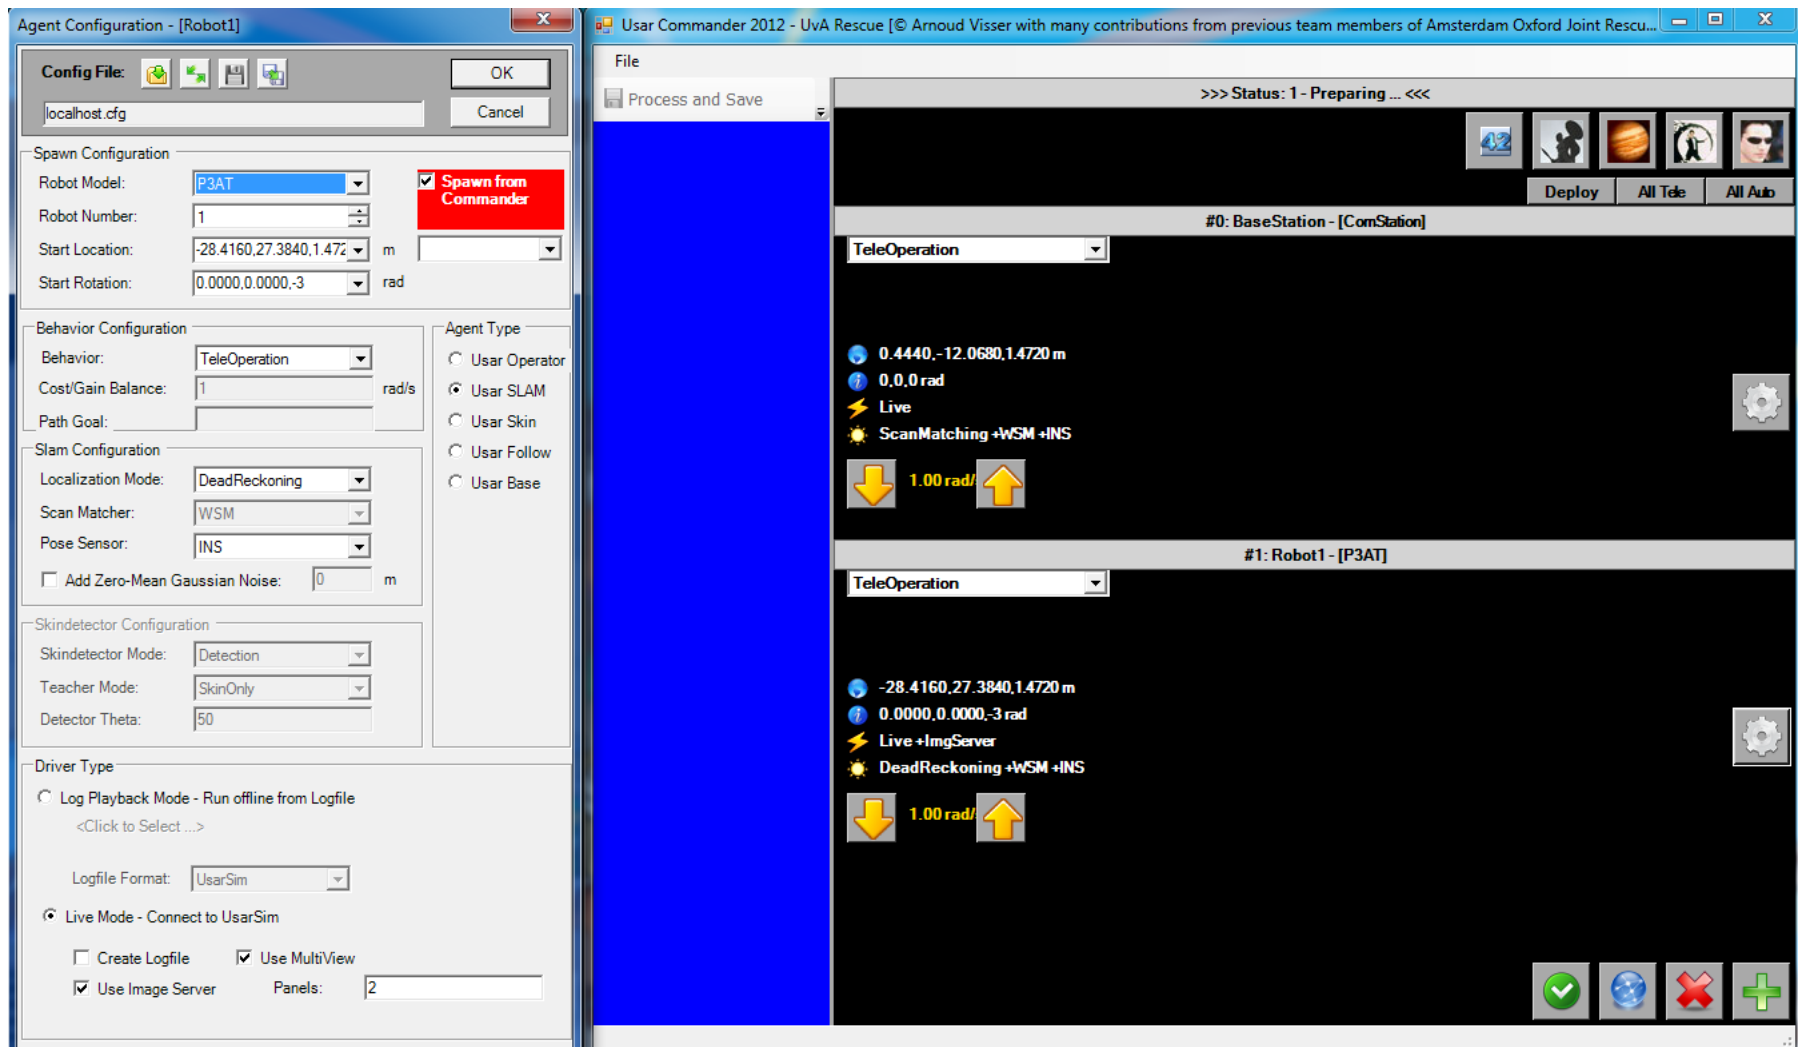 Agent Configuration - [Robot1]
Config File:
OK
localhost.cfg
Cancel
Spawn Configuration
Robot Model: P3AT
Spawn from
Commander
Robot Number: 1
Start Location: -28.4160,27.3840,1.472 m
Start Rotation: 0.0000,0.0000,-3 rad
Behavior Configuration
Behavior: TeleOperation
Cost/Gain Balance: 1 rad/s
Path Goal:
Agent Type
Usar Operator
Usar SLAM
Usar Skin
Usar Follow
Usar Base
Slam Configuration
Localization Mode: DeadReckoning
Scan Matcher: WSM
Pose Sensor: INS
Add Zero-Mean Gaussian Noise: 0 m
Skindetector Configuration
Skindetector Mode: Detection
Teacher Mode: SkinOnly
Detector Theta: 50
Driver Type
Log Playback Mode - Run offline from Logfile
<Click to Select ...>
Logfile Format: UsarSim
Live Mode - Connect to UsarSim
Create Logfile Use MultiView
Use Image Server Panels: 2
Usar Commander 2012 - UvA Rescue [© Arnoud Visser with many contributions from previous team members of Amsterdam Oxford Joint Rescu...
File
Process and Save
>>> Status: 1 - Preparing ... <<<
42
Deploy All Tele All Auto
#0: BaseStation - [ComStation]
TeleOperation
0.4440,-12.0680,1.4720 m
0,0,0 rad
Live
ScanMatching +WSM +INS
1.00 rad/
#1: Robot1 - [P3AT]
TeleOperation
-28.4160,27.3840,1.4720 m
0.0000,0.0000,-3 rad
Live +ImgServer
DeadReckoning +WSM +INS
1.00 rad/